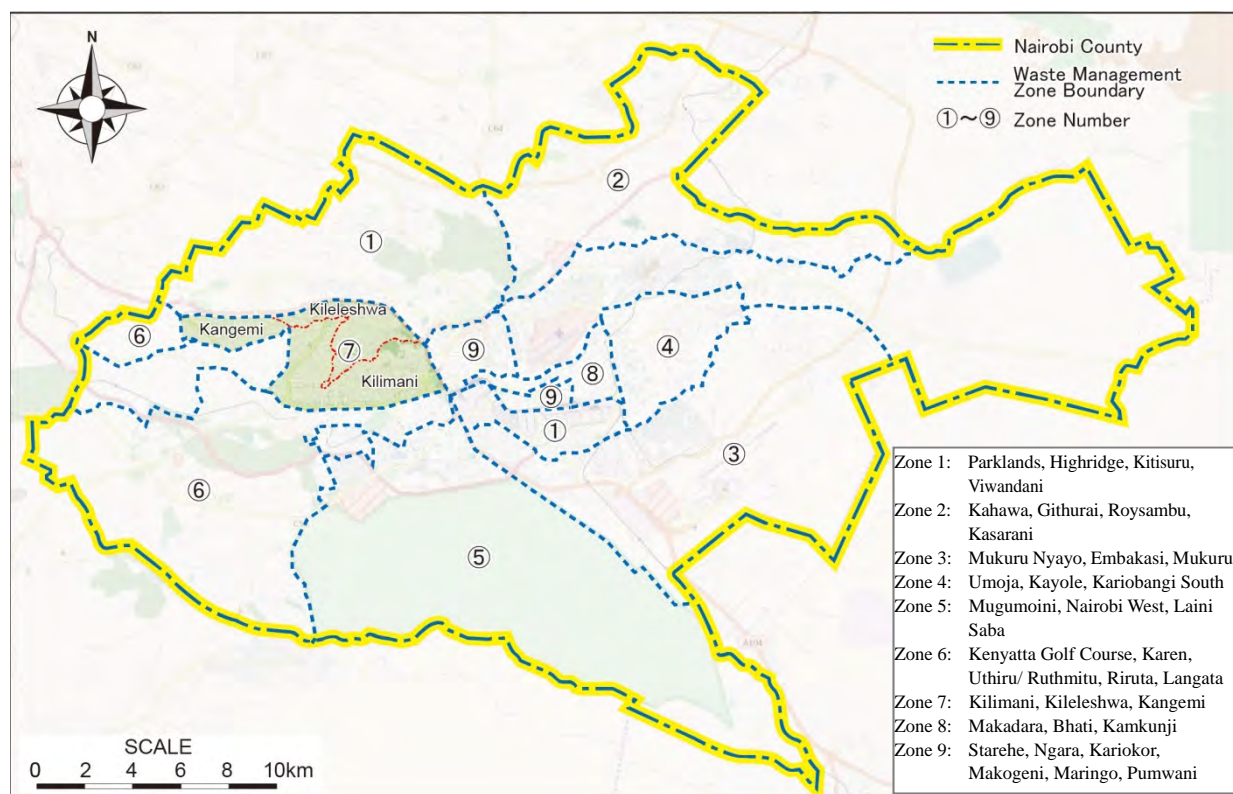 N
Nairobi County
Waste Management
Zone Boundary
①~⑨ Zone Number
②
①
Kileleshwa
Kangemi
⑥
⑦
⑨
④
⑧
Kilimani
⑨
①
③
⑥
⑤
Zone 1: Parklands, Highridge, Kitisuru,
Viwandani
Zone 2: Kahawa, Githurai, Roysambu,
Kasarani
Zone 3: Mukuru Nyayo, Embakasi, Mukuru
Zone 4: Umoja, Kayole, Kariobangi South
Zone 5: Mugumoini, Nairobi West, Laini
Saba
Zone 6: Kenyatta Golf Course, Karen,
Uthiru/ Ruthmitu, Riruta, Langata
Zone 7: Kilimani, Kileleshwa, Kangemi
Zone 8: Makadara, Bhati, Kamkunji
Zone 9: Starehe, Ngara, Kariokor,
Makogeni, Maringo, Pumwani
SCALE
0 2 4 6 8 10km